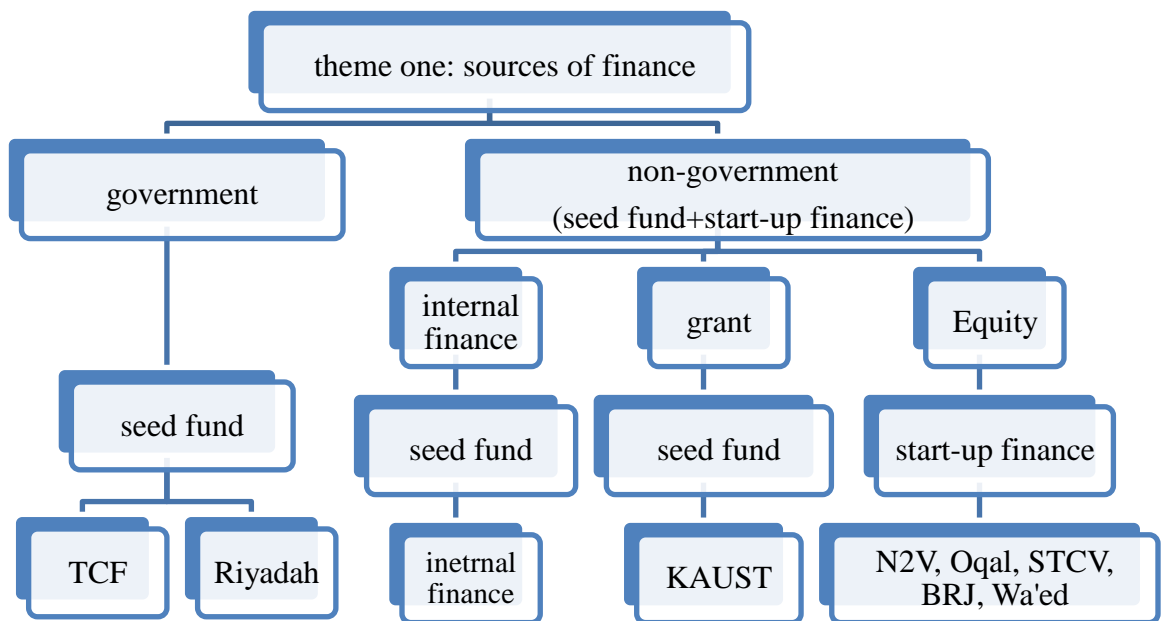 theme one: sources of finance
government
non-government
(seed fund+start-up finance)
internal
finance
grant
Equity
seed fund
seed fund
seed fund
start-up finance
TCF
Riyadah
inetrnal
finance
KAUST
N2V, Oqal, STCV,
BRJ, Wa'ed